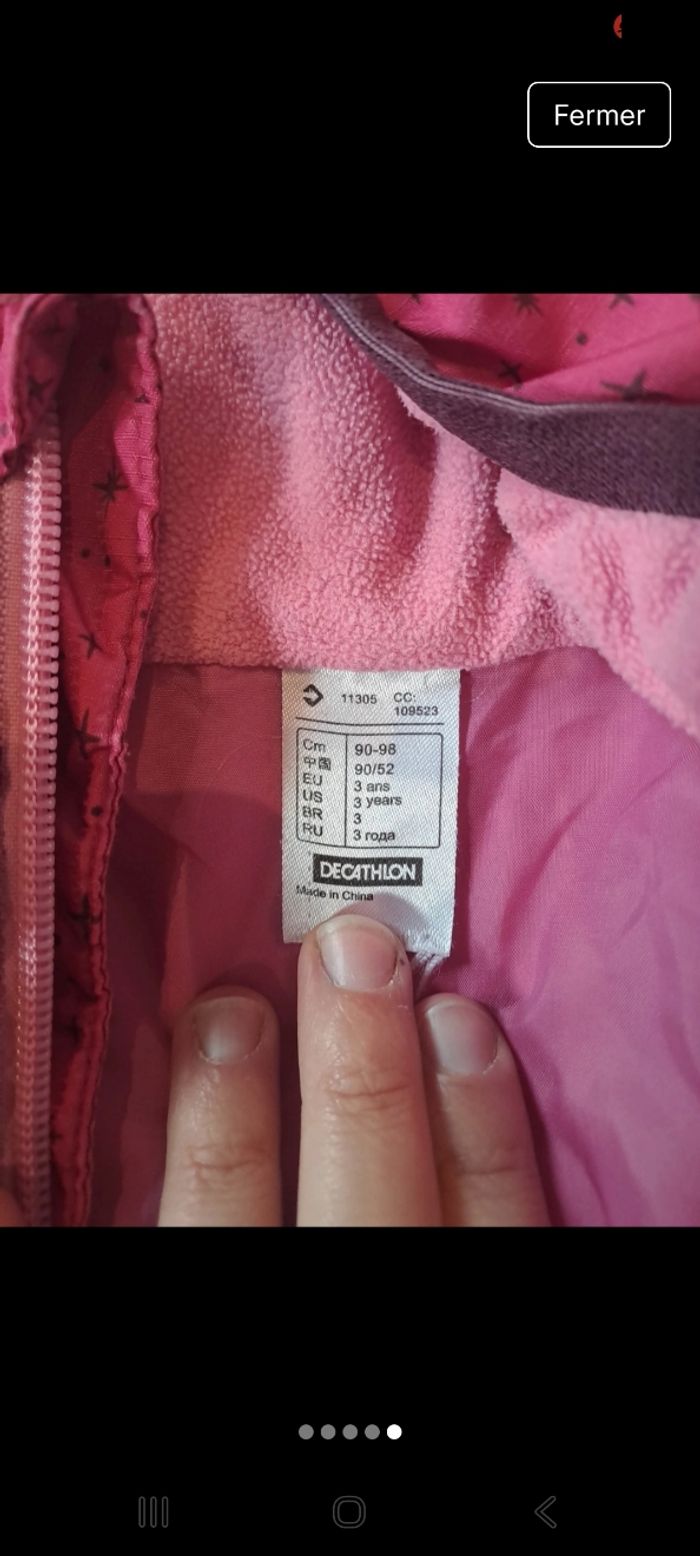 Fermer
11305 CC:
109523
Cm 90-98
中国 90/52
EU 3 ans
US 3 years
BR 3
RU 3 года
DECATHLON
Made in China